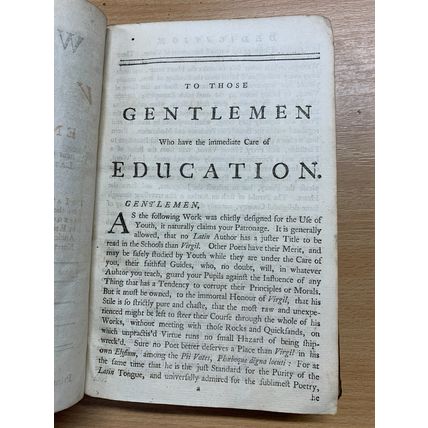 TO THOSE
GENTLEMEN
Who have the immediate Care of
EDUCATION.
GENTLEMEN,
AS the following Work was chiefly designed for the Use of
Youth, it naturally claims your Patronage. It is generally
allowed, that no Latin Author has a juster Title to be
read in the Schools than Virgil. Other Poets have their Merit, and
may be safely studied by Youth while they are under the Care of
you, their faithful Guides, who, no doubt, will, in whatever
Author you teach, guard your Pupils against the Influence of any
Thing that has a Tendency to corrupt their Principles or Morals.
But it must be owned, to the immortal Honour of Virgil, that his
Stile is so strictly pure and chaste, that the most raw and unexpe-
rienced might be left to steer their Course through the whole of his
Works, without meeting with those Rocks and Quicksands, on
which unpractis'd Virtue runs no small Hazard of being ship-
wreck'd. Sure no Poet better deserves a Place than Virgil in his
own Elysium, among the Pii Vates, Phœboque digna locuti: For at
the same time that he is the just Standard for the Purity of the
Latin Tongue, and universally admired for the sublimest Poetry,
a
he